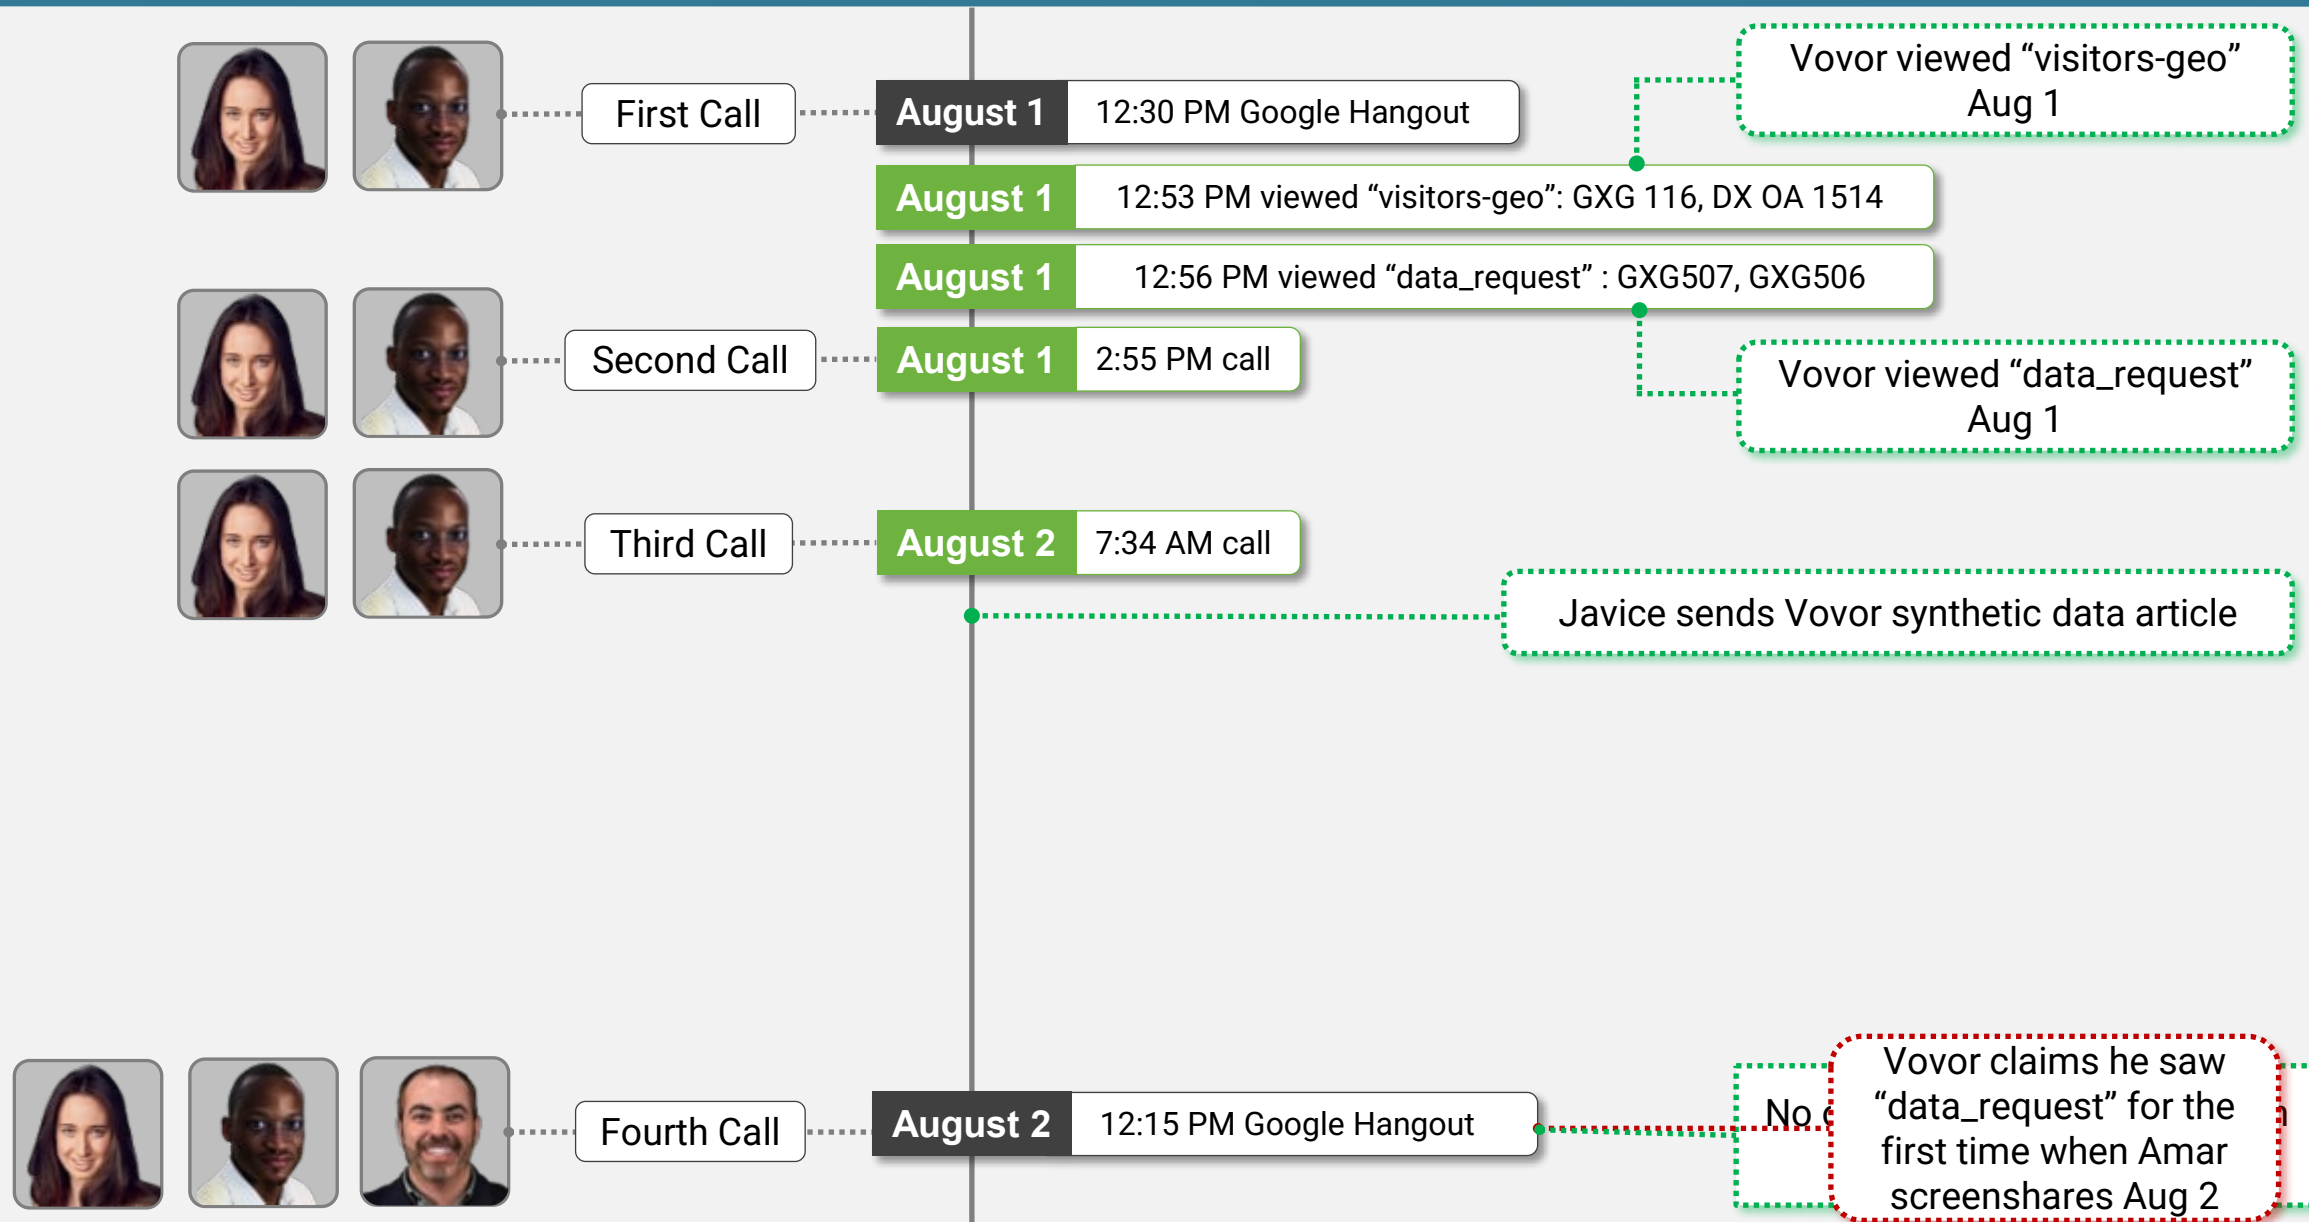 Vovor viewed “visitors-geo”
Aug 1
First Call
August 1
12:30 PM Google Hangout
August 1
12:53 PM viewed “visitors-geo”: GXG 116, DX OA 1514
August 1
12:56 PM viewed “data_request” : GXG507, GXG506
Second Call
August 1
2:55 PM call
Vovor viewed “data_request”
Aug 1
Third Call
August 2
7:34 AM call
Javice sends Vovor synthetic data article
Fourth Call
August 2
12:15 PM Google Hangout
No
Vovor claims he saw
“data_request” for the
first time when Amar
screenshares Aug 2